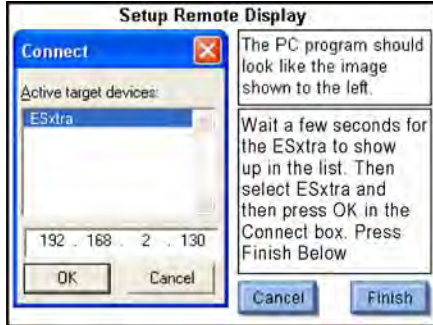 Setup Remote Display
Connect
Active target devices:
ESxtra
192 . 168 . 2 . 130
OK
Cancel
The PC program should
look like the image
shown to the left.
Wait a few seconds for
the ESxtra to show
up in the list. Then
select ESxtra and
then press OK in the
Connect box. Press
Finish Below
Cancel
Finish